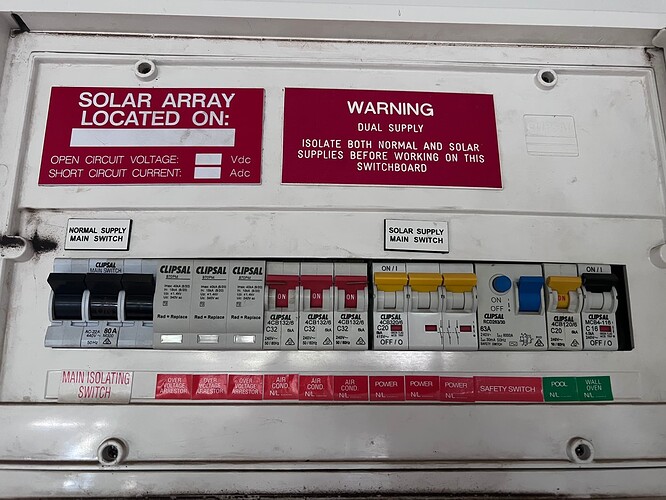 SOLAR ARRAY
LOCATED ON:
OPEN CIRCUIT VOLTAGE: Vdc
SHORT CIRCUIT CURRENT: Adc
WARNING
DUAL SUPPLY
ISOLATE BOTH NORMAL AND SOLAR
SUPPLIES BEFORE WORKING ON THIS
SWITCHBOARD
NORMAL SUPPLY
MAIN SWITCH
SOLAR SUPPLY
MAIN SWITCH
CLIPSAL
MAIN SWITCH
80A
50Hz
CLIPSAL
Red = Replace
CLIPSAL
Red = Replace
CLIPSAL
Red = Replace
ON
CLIPSAL
4CB132/6
C32
ON
CLIPSAL
4CB132/6
C32
ON
CLIPSAL
4CB132/6
C32
ON / I
CLIPSAL
C20
OFF / O
ON
OFF
CLIPSAL
63A
ON
CLIPSAL
4CB120/6
C20
ON / I
CLIPSAL
C16
OFF / O
MAIN ISOLATING
SWITCH
OVER
VOLTAGE
ARRESTOR
OVER
VOLTAGE
ARRESTOR
OVER
VOLTAGE
ARRESTOR
AIR
COND.
N/L
AIR
COND.
N/L
AIR
COND.
N/L
POWER
N/L
POWER
N/L
POWER
N/L
SAFETY SWITCH
POOL
N/L
WALL
OVEN
N/L